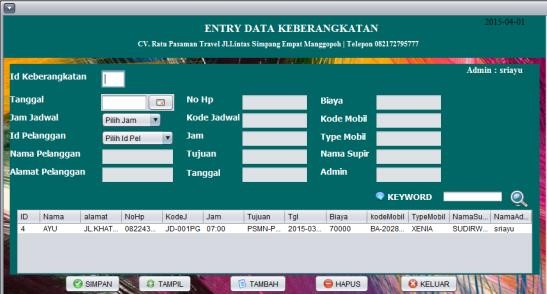 2015-04-01
ENTRY DATA KEBERANGKATAN
CV. Ratu Pasaman Travel Jl.Lintas Simpang Empat Manggopoh | Telepon 082172795777
Admin : sriayu
Id Keberangkatan
Tanggal No Hp Biaya
Jam Jadwal Pilih Jam Kode Jadwal Kode Mobil
Id Pelanggan Pilih Id Pel Jam Type Mobil
Nama Pelanggan Tujuan Nama Supir
Alamat Pelanggan Tanggal Admin
KEYWORD
ID Nama alamat NoHp KodeJ Jam Tujuan Tgl Biaya kodeMobil TypeMobil NamaSu... NamaAd...
4 AYU JL.KHAT... 082243... JD-001PG 07:00 PSMN-P... 2015-03... 70000 BA-2028... XENIA SUDIRW... sriayu
SIMPAN TAMPIL TAMBAH HAPUS KELUAR